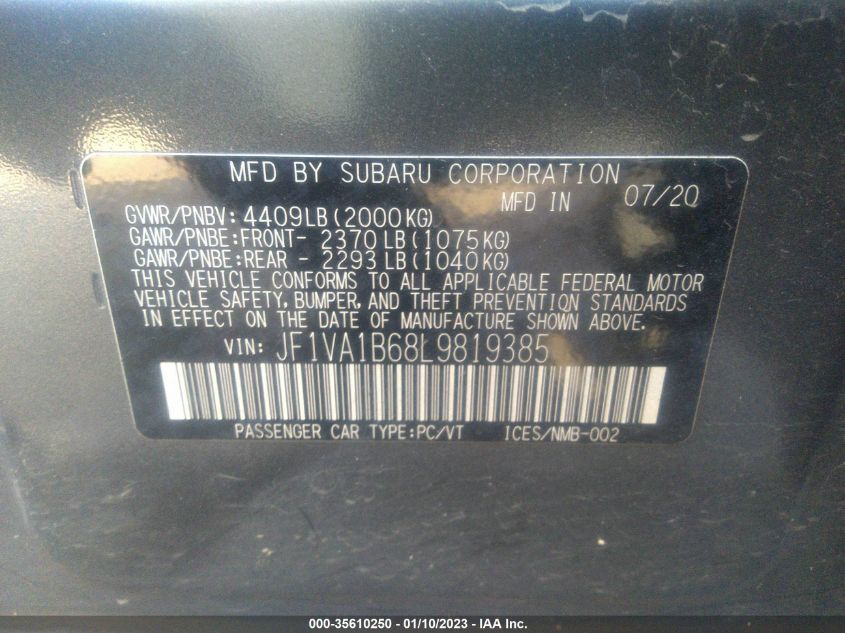 MFD BY SUBARU CORPORATION
MFD IN 07/20
GVWR/PNBV: 4409LB(2000KG)
GAWR/PNBE:FRONT- 2370 LB(1075KG)
GAWR/PNBE:REAR - 2293 LB(1040KG)
THIS VEHICLE CONFORMS TO ALL APPLICABLE FEDERAL MOTOR
VEHICLE SAFETY, BUMPER, AND THEFT PREVENTION STANDARDS
IN EFFECT ON THE DATE OF MANUFACTURE SHOWN ABOVE.
VIN: JF1VA1B68L9819385
PASSENGER CAR TYPE:PC/VT ICES/NMB-002
000-35610250 - 01/10/2023 - IAA Inc.